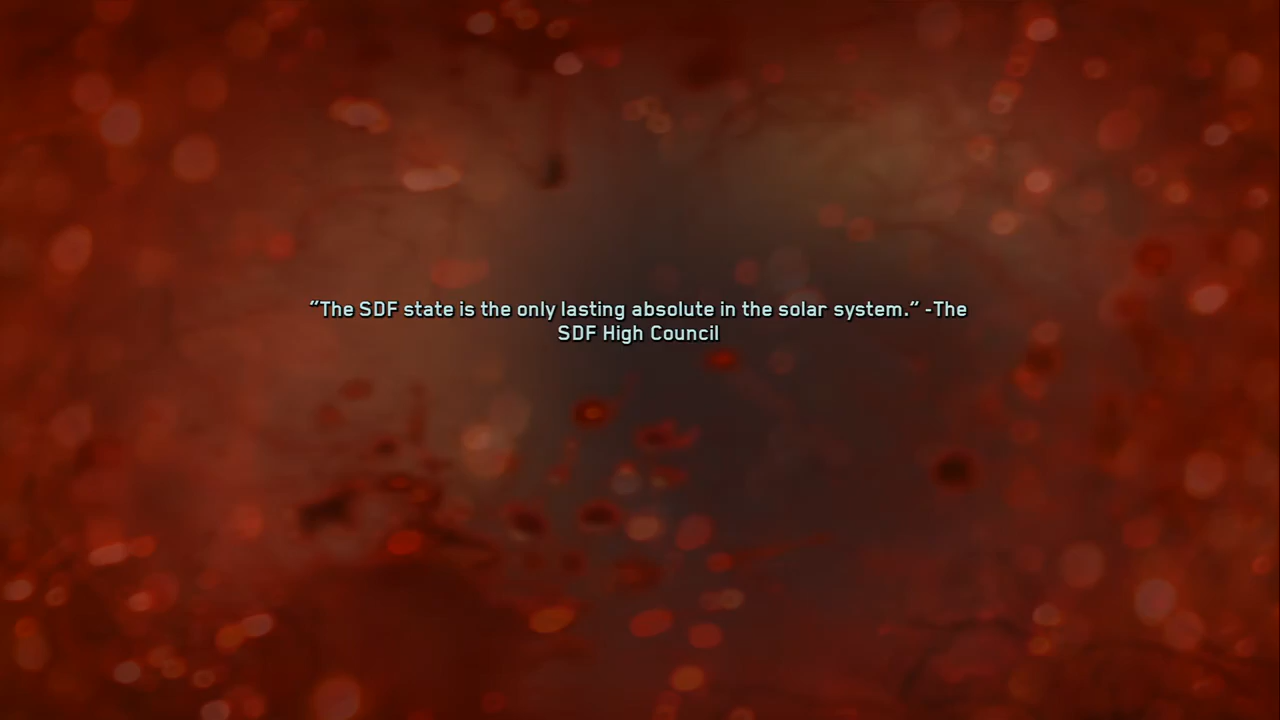 “The SDF state is the only lasting absolute in the solar system.” -The
SDF High Council